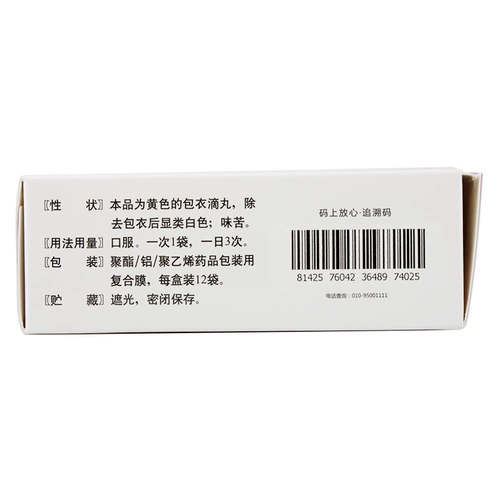 〖性　状〗本品为黄色的包衣滴丸，除
去包衣后显类白色；味苦。
〖用法用量〗口服。一次1袋，一日3次。
〖包　装〗聚酯/铝/聚乙烯药品包装用
复合膜，每盒装12袋。
〖贮　藏〗遮光，密闭保存。
码上放心·追溯码
81425 76042 36489 74025
电话查询：010-95001111